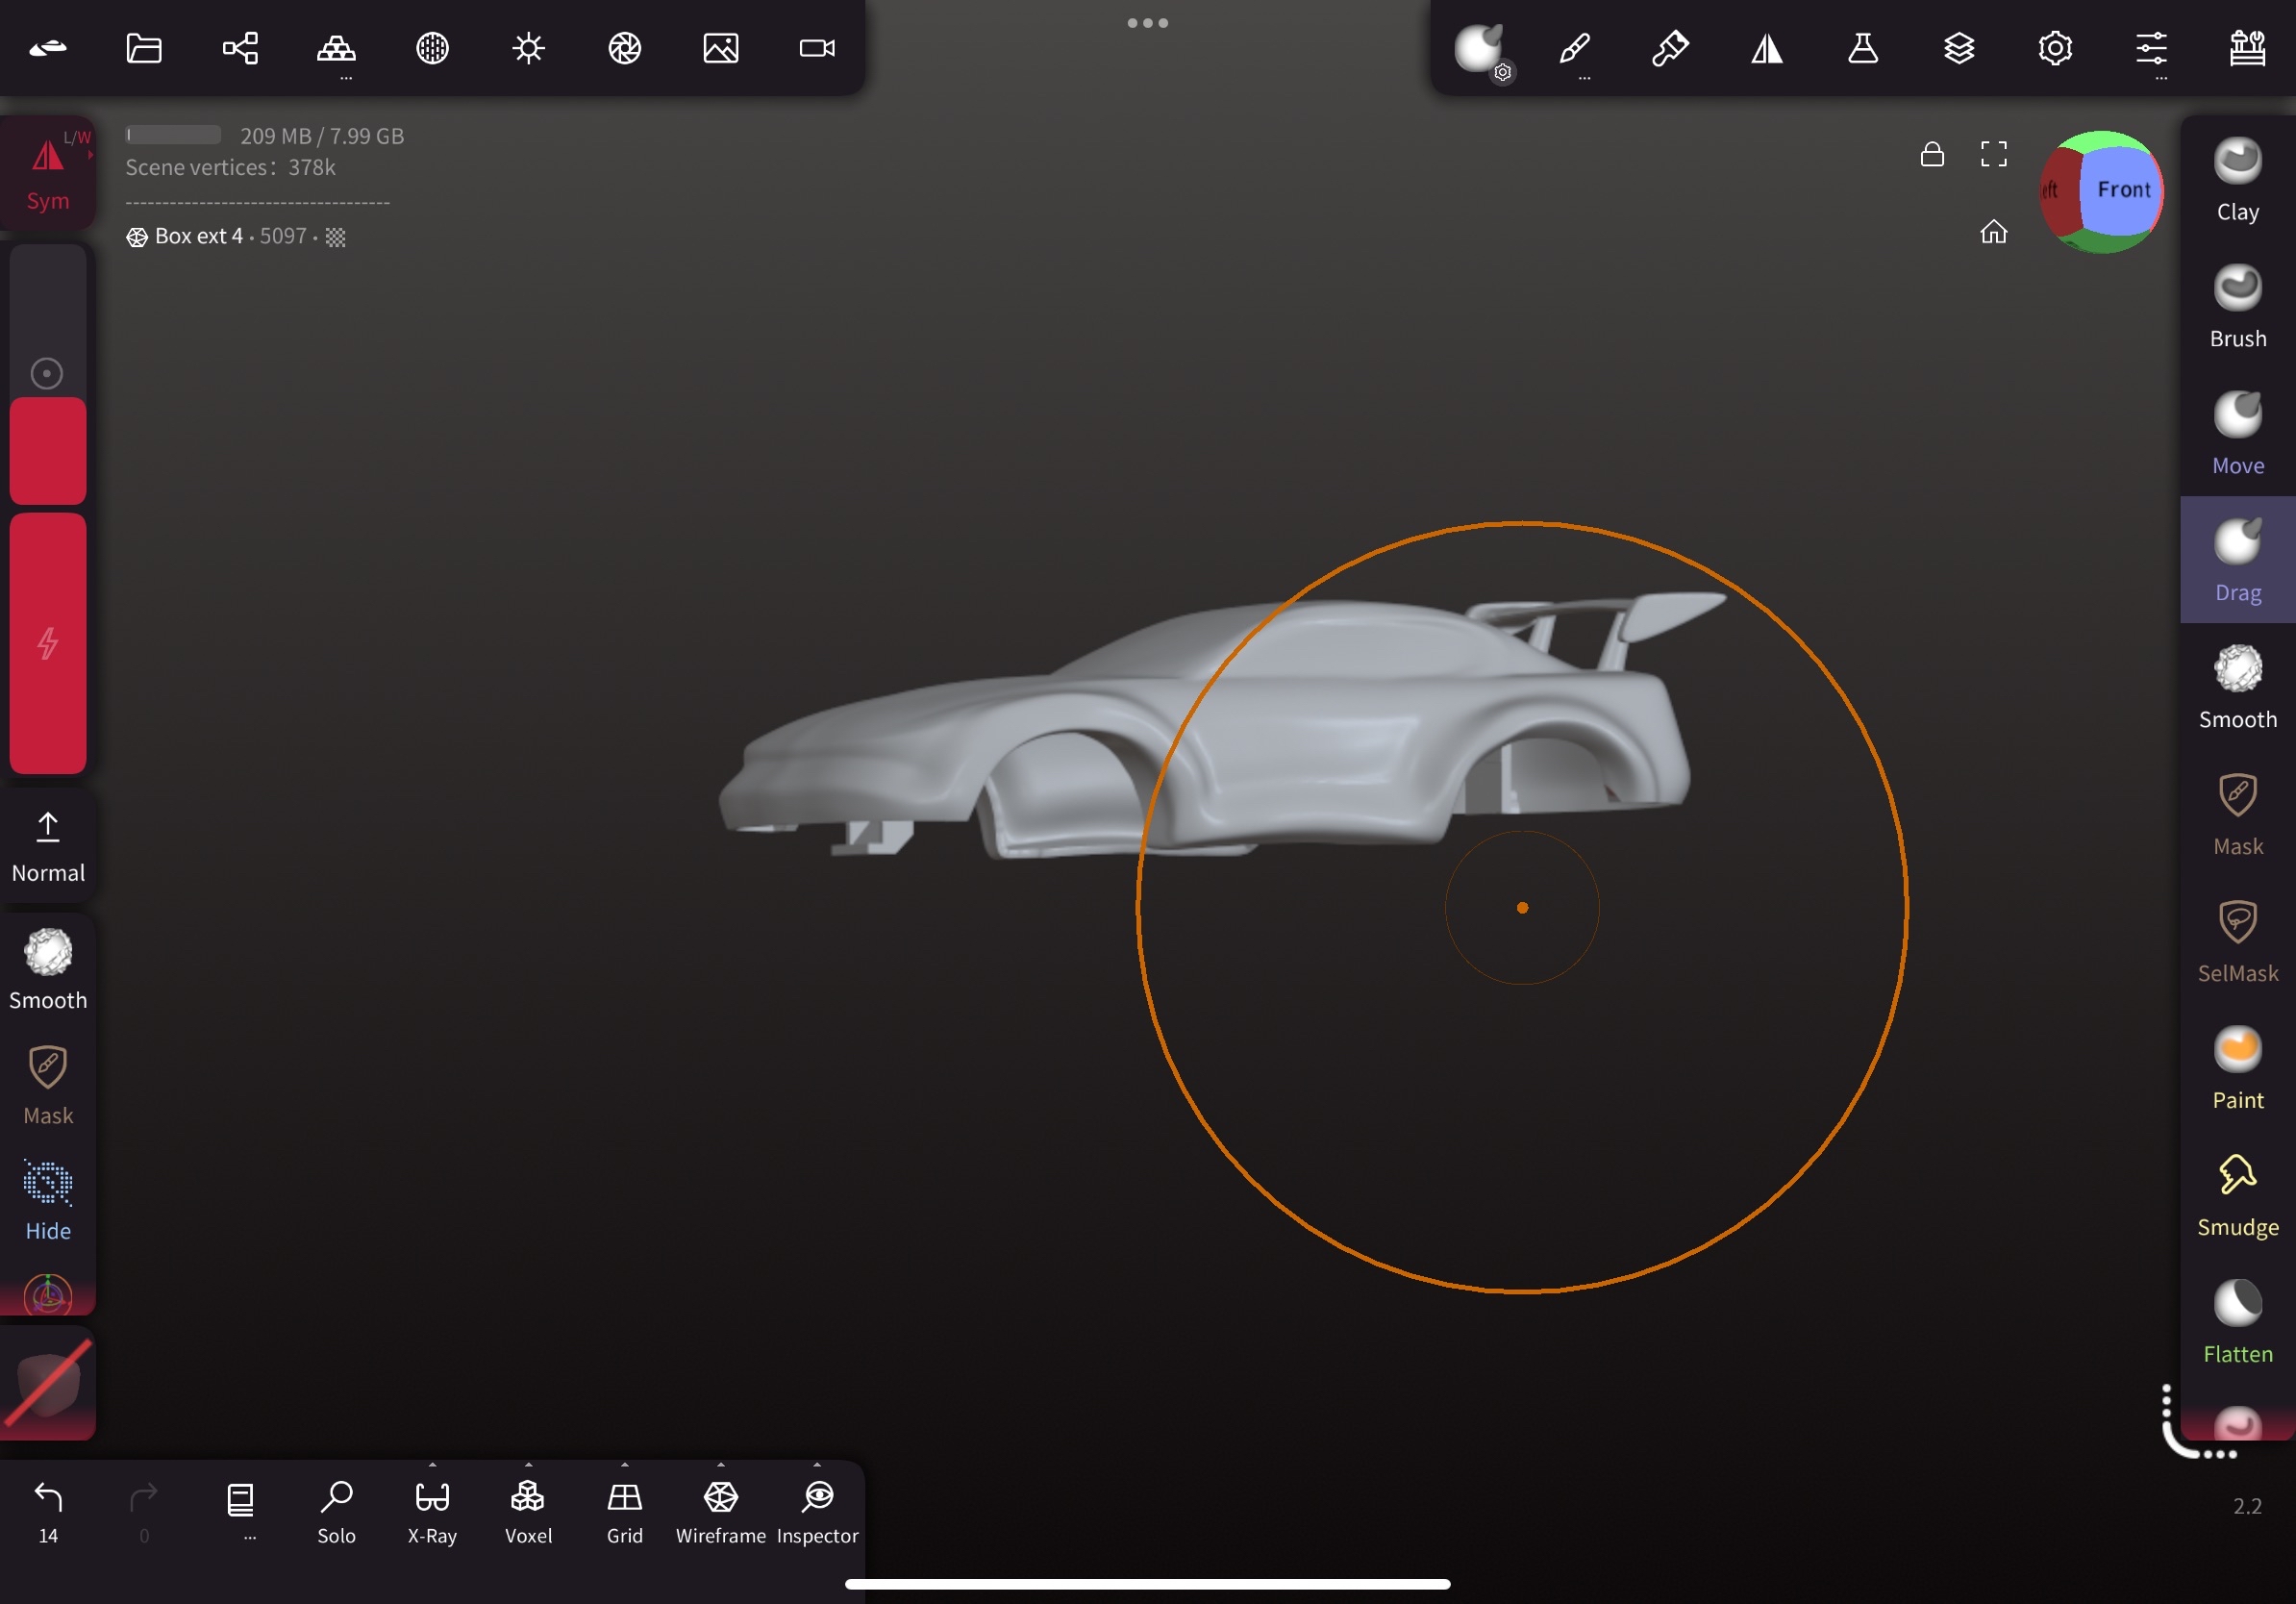 L/W
Sym
209 MB / 7.99 GB
Scene vertices: 378k
-----------------------------------
Box ext 4 • 5097 •
eft
Front
Clay
Brush
Move
Drag
Smooth
Mask
SelMask
Paint
Smudge
Flatten
Normal
Smooth
Mask
Hide
14
0
...
Solo
X-Ray
Voxel
Grid
Wireframe
Inspector
2.2